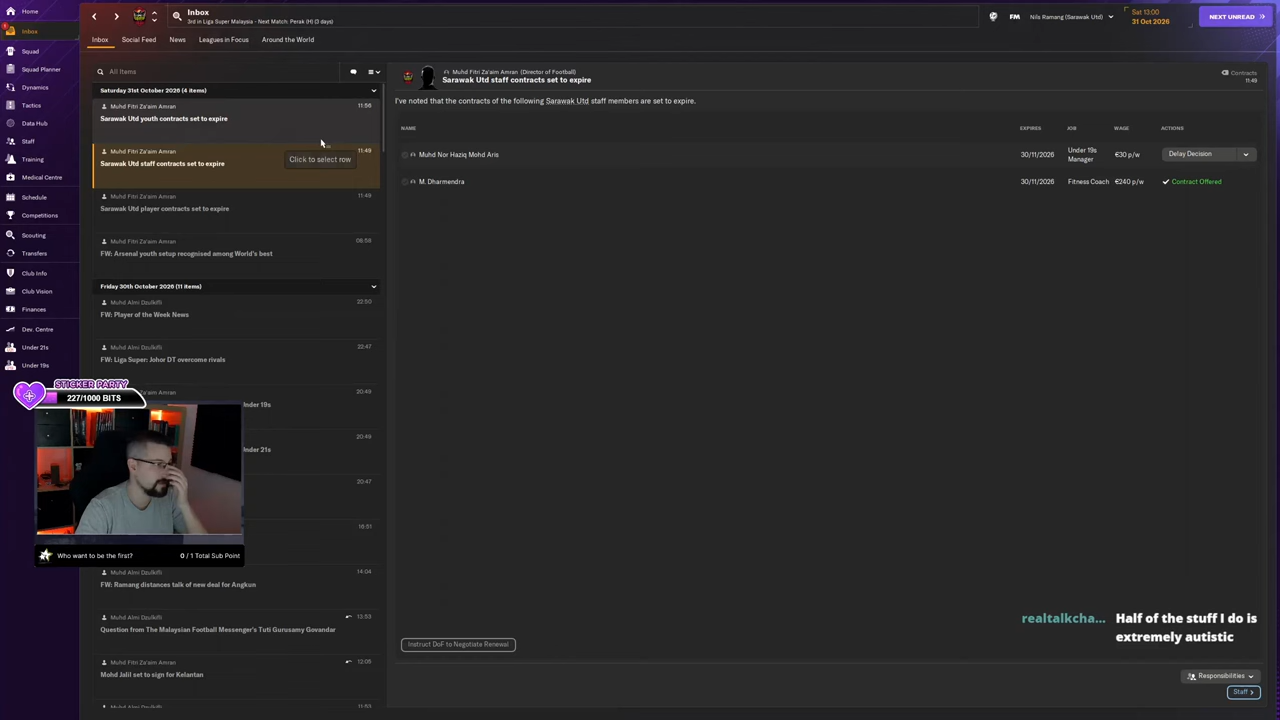 Home
Inbox
Squad
Squad Planner
Dynamics
Tactics
Data Hub
Staff
Training
Medical Centre
Schedule
Competitions
Scouting
Transfers
Club Info
Club Vision
Finances
Dev. Centre
Under 21s
Under 19s
Inbox
3rd in Liga Super Malaysia - Next Match: Perak (H) (3 days)
FM
Nils Ramang (Sarawak Utd)
Sat 13:00
31 Oct 2026
NEXT UNREAD
Inbox
Social Feed
News
Leagues in Focus
Around the World
All Items
Saturday 31st October 2026 (4 items)
Muhd Fitri Za'aim Amran 11:56
Sarawak Utd youth contracts set to expire
Muhd Fitri Za'aim Amran 11:49
Sarawak Utd staff contracts set to expire
Click to select row
Muhd Fitri Za'aim Amran 11:49
Sarawak Utd player contracts set to expire
Muhd Fitri Za'aim Amran
FW: Arsenal youth setup recognised among World's best
Friday 30th October 2026 (11 items)
Muhd Almi Dzulkifli 22:50
FW: Player of the Week News
Muhd Almi Dzulkifli 22:47
FW: Liga Super: Johor DT overcome rivals
Amran 20:49
Under 19s
20:49
Under 21s
20:47
16:51
Muhd Almi Dzulkifli 14:04
FW: Ramang distances talk of new deal for Angkun
Muhd Almi Dzulkifli 13:53
Question from The Malaysian Football Messenger's Tuti Gurusamy Govandar
Muhd Fitri Za'aim Amran 12:05
Mohd Jalil set to sign for Kelantan
Muhd Almi Dzulkifli
Muhd Fitri Za'aim Amran (Director of Football)
Sarawak Utd staff contracts set to expire
Contracts
11:49
I've noted that the contracts of the following Sarawak Utd staff members are set to expire.
NAME EXPIRES JOB WAGE ACTIONS
Muhd Nor Haziq Mohd Aris 30/11/2026 Under 19s Manager €30 p/w Delay Decision
M. Dharmendra 30/11/2026 Fitness Coach €240 p/w Contract Offered
Instruct DoF to Negotiate Renewal
Responsibilities
Staff
STICKER PARTY
227/1000 BITS
Who want to be the first? 0 / 1 Total Sub Point
realtalkcha... Half of the stuff I do is
extremely autistic